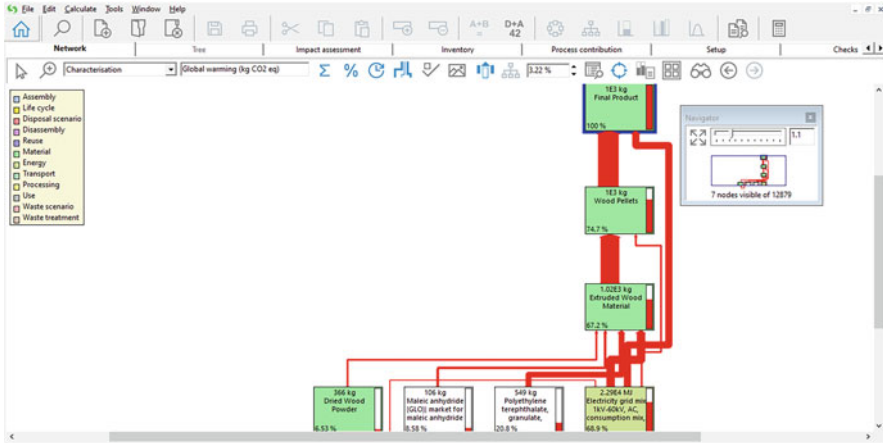 File Edit Calculate Tools Window Help
A+B
=
D+A
42
Network Tree Impact assessment Inventory Process contribution Setup Checks
Characterisation Global warming (kg CO2 eq) Σ % 3.22 %
Assembly
Life cycle
Disposal scenario
Disassembly
Reuse
Material
Energy
Transport
Processing
Use
Waste scenario
Waste treatment
1E3 kg
Final Product
100 %
Navigator
1.1
7 nodes visible of 12879
1E3 kg
Wood Pellets
74.7 %
1.02E3 kg
Extruded Wood
Material
67.2 %
366 kg
Dried Wood
Powder
6.53 %
106 kg
Maleic anhydride
{GLO}| market for
maleic anhydride
8.58 %
549 kg
Polyethylene
terephthalate,
granulate,
20.8 %
2.29E4 MJ
Electricity grid mix
1kV-60kV, AC,
consumption mix,
68.9 %